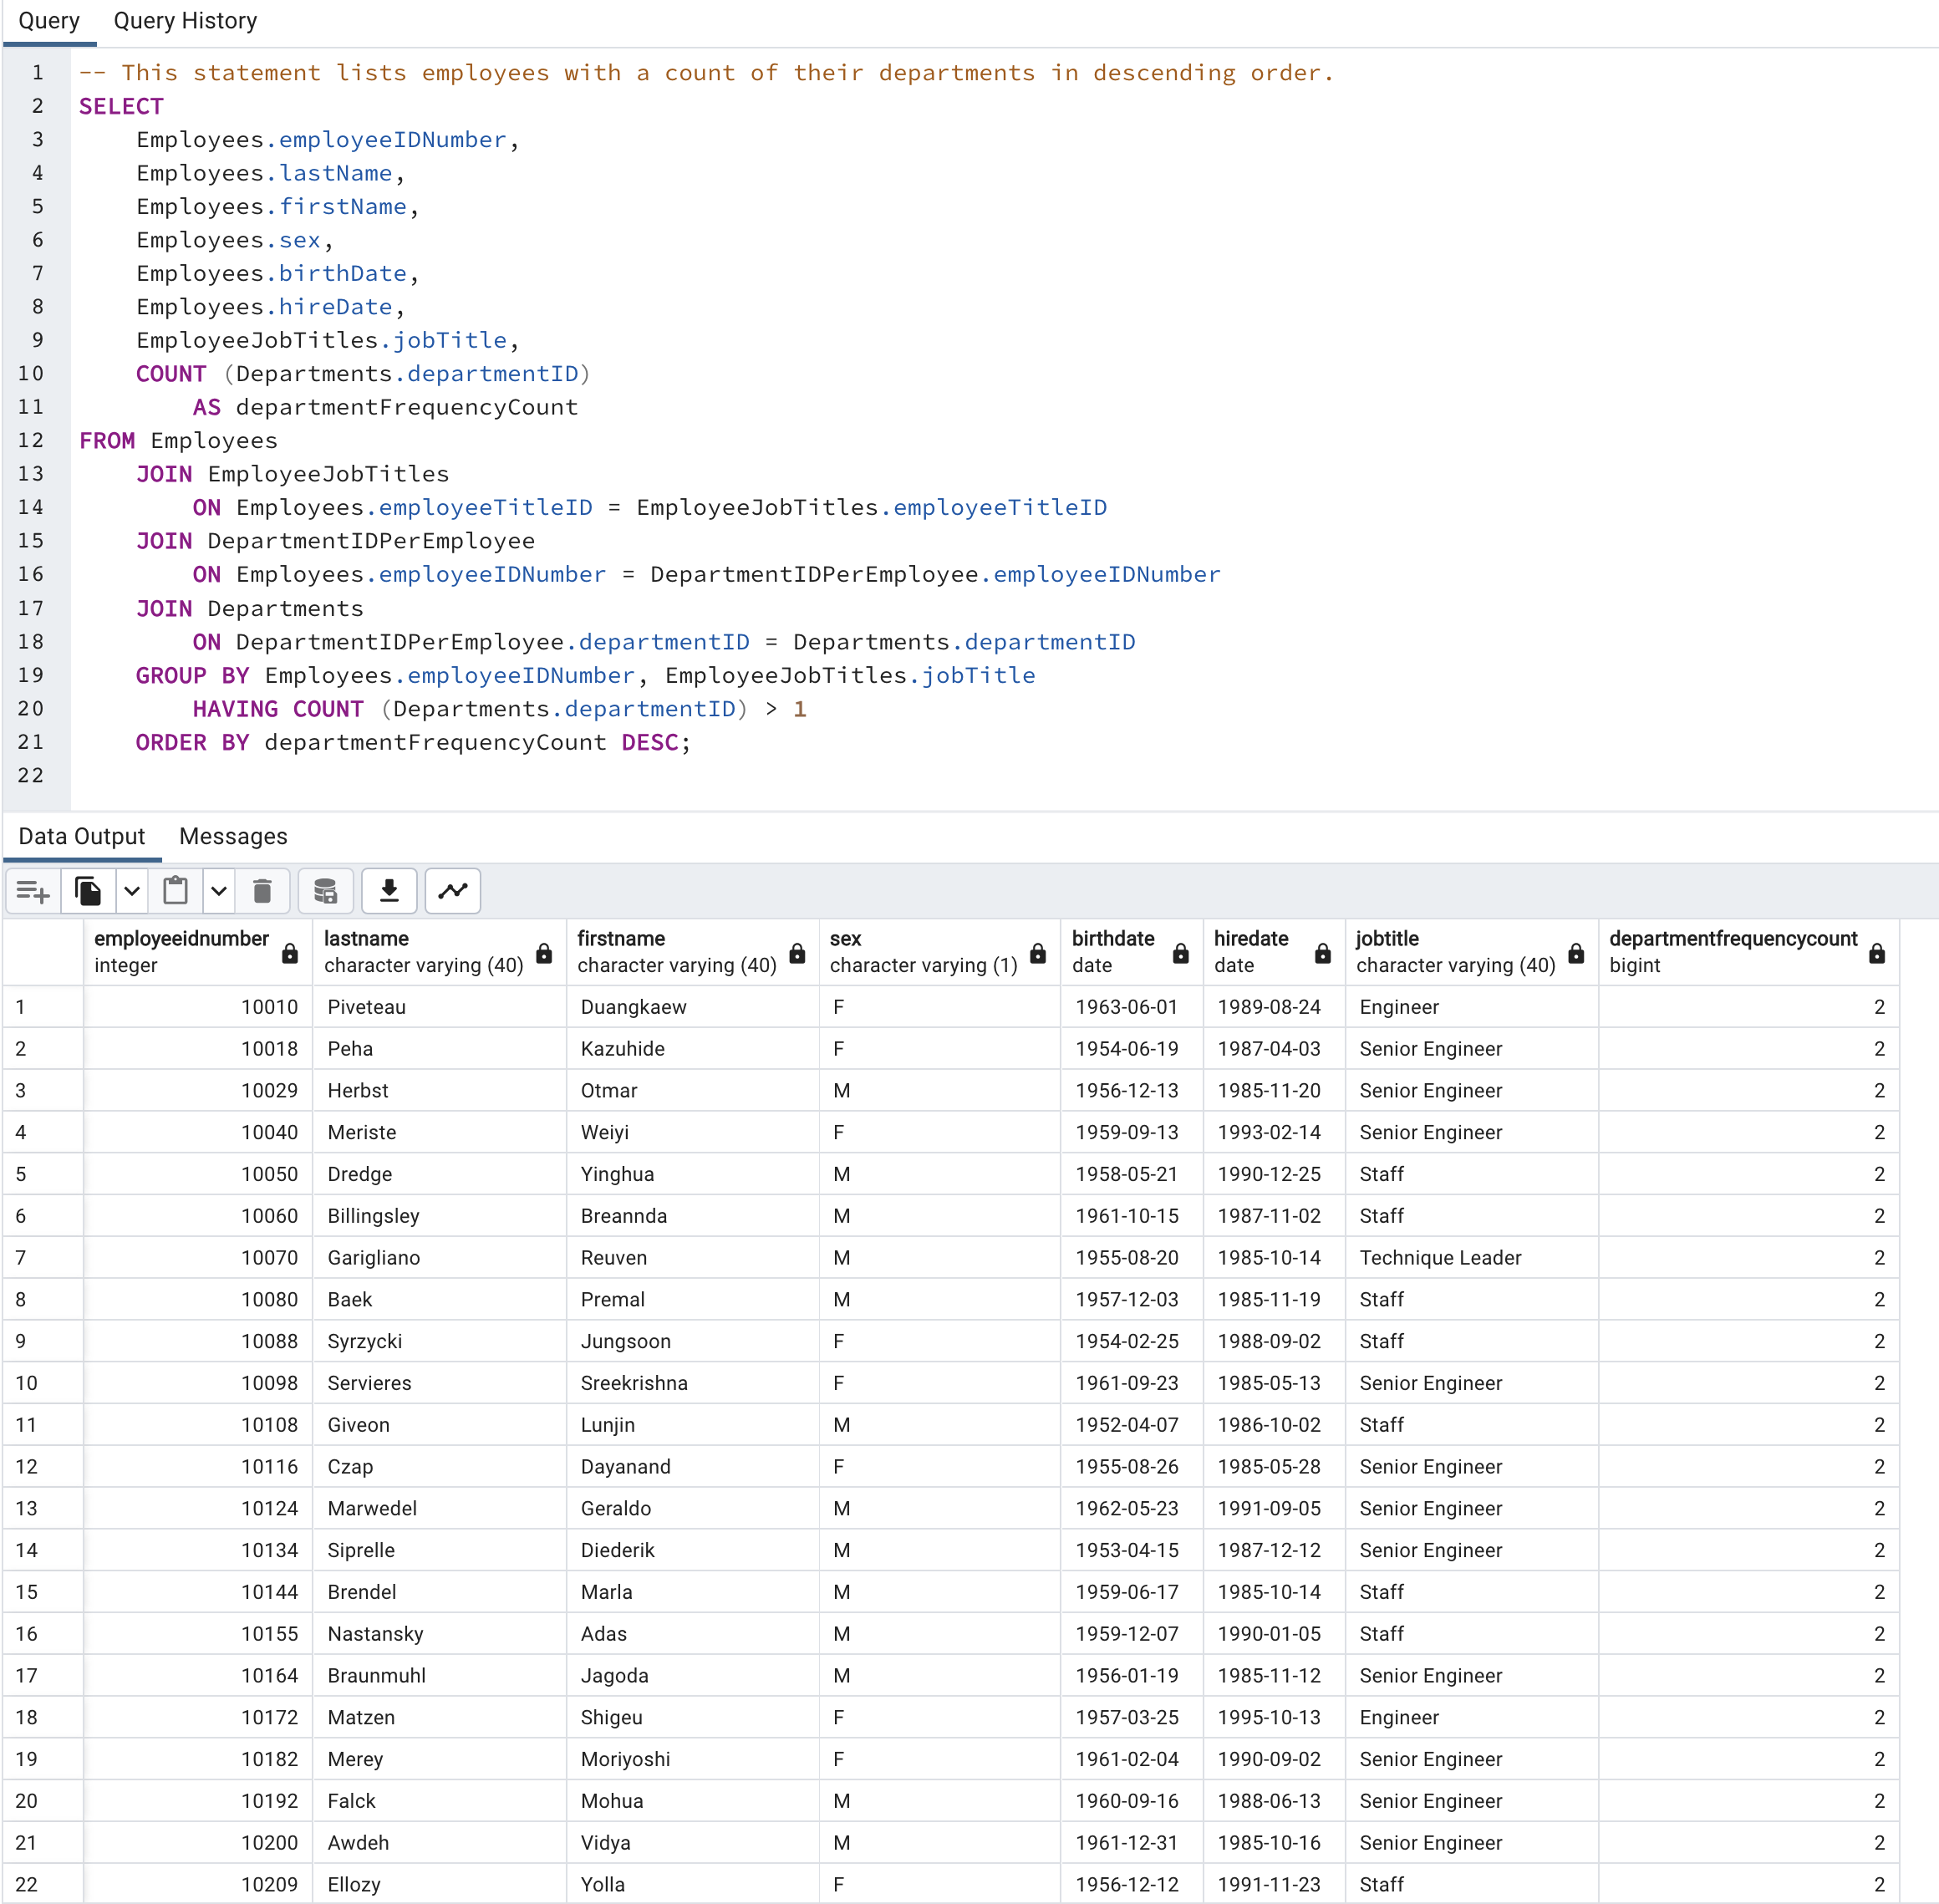 Query Query History
1 -- This statement lists employees with a count of their departments in descending order.
2 SELECT
3 Employees.employeeIDNumber,
4 Employees.lastName,
5 Employees.firstName,
6 Employees.sex,
7 Employees.birthDate,
8 Employees.hireDate,
9 EmployeeJobTitles.jobTitle,
10 COUNT (Departments.departmentID)
11 AS departmentFrequencyCount
12 FROM Employees
13 JOIN EmployeeJobTitles
14 ON Employees.employeeTitleID = EmployeeJobTitles.employeeTitleID
15 JOIN DepartmentIDPerEmployee
16 ON Employees.employeeIDNumber = DepartmentIDPerEmployee.employeeIDNumber
17 JOIN Departments
18 ON DepartmentIDPerEmployee.departmentID = Departments.departmentID
19 GROUP BY Employees.employeeIDNumber, EmployeeJobTitles.jobTitle
20 HAVING COUNT (Departments.departmentID) > 1
21 ORDER BY departmentFrequencyCount DESC;
22
Data Output Messages
employeeidnumber lastname firstname sex birthdate hiredate jobtitle departmentfrequencycount
integer character varying (40) character varying (40) character varying (1) date date character varying (40) bigint
1 10010 Piveteau Duangkaew F 1963-06-01 1989-08-24 Engineer 2
2 10018 Peha Kazuhide F 1954-06-19 1987-04-03 Senior Engineer 2
3 10029 Herbst Otmar M 1956-12-13 1985-11-20 Senior Engineer 2
4 10040 Meriste Weiyi F 1959-09-13 1993-02-14 Senior Engineer 2
5 10050 Dredge Yinghua M 1958-05-21 1990-12-25 Staff 2
6 10060 Billingsley Breannda M 1961-10-15 1987-11-02 Staff 2
7 10070 Garigliano Reuven M 1955-08-20 1985-10-14 Technique Leader 2
8 10080 Baek Premal M 1957-12-03 1985-11-19 Staff 2
9 10088 Syrzycki Jungsoon F 1954-02-25 1988-09-02 Staff 2
10 10098 Servieres Sreekrishna F 1961-09-23 1985-05-13 Senior Engineer 2
11 10108 Giveon Lunjin M 1952-04-07 1986-10-02 Staff 2
12 10116 Czap Dayanand F 1955-08-26 1985-05-28 Senior Engineer 2
13 10124 Marwedel Geraldo M 1962-05-23 1991-09-05 Senior Engineer 2
14 10134 Siprelle Diederik M 1953-04-15 1987-12-12 Senior Engineer 2
15 10144 Brendel Marla M 1959-06-17 1985-10-14 Staff 2
16 10155 Nastansky Adas M 1959-12-07 1990-01-05 Staff 2
17 10164 Braunmuhl Jagoda M 1956-01-19 1985-11-12 Senior Engineer 2
18 10172 Matzen Shigeu F 1957-03-25 1995-10-13 Engineer 2
19 10182 Merey Moriyoshi F 1961-02-04 1990-09-02 Senior Engineer 2
20 10192 Falck Mohua M 1960-09-16 1988-06-13 Senior Engineer 2
21 10200 Awdeh Vidya M 1961-12-31 1985-10-16 Senior Engineer 2
22 10209 Ellozy Yolla F 1956-12-12 1991-11-23 Staff 2